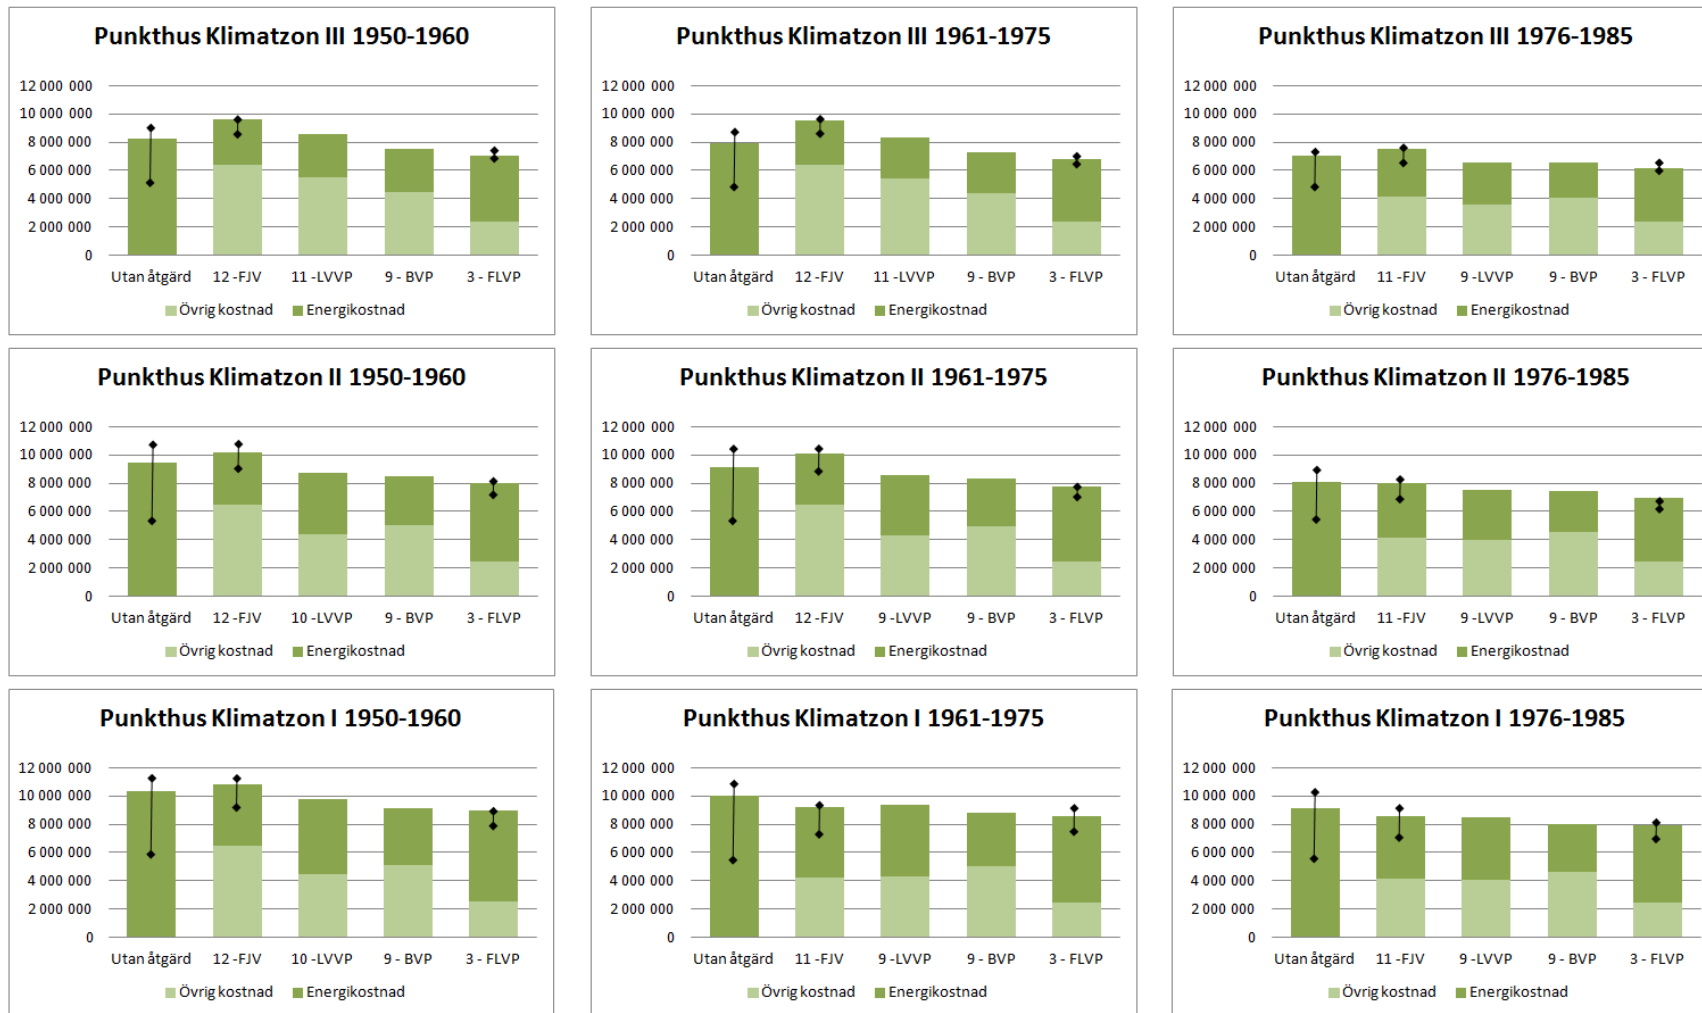 Punkthus Klimatzon III 1950-1960
12 000 000
10 000 000
8 000 000
6 000 000
4 000 000
2 000 000
0
Utan åtgärd 12 -FJV 11 -LVVP 9 - BVP 3 - FLVP
Övrig kostnad Energikostnad
Punkthus Klimatzon III 1961-1975
12 000 000
10 000 000
8 000 000
6 000 000
4 000 000
2 000 000
0
Utan åtgärd 12 -FJV 11 -LVVP 9 - BVP 3 - FLVP
Övrig kostnad Energikostnad
Punkthus Klimatzon III 1976-1985
12 000 000
10 000 000
8 000 000
6 000 000
4 000 000
2 000 000
0
Utan åtgärd 11 -FJV 9 -LVVP 9 - BVP 3 - FLVP
Övrig kostnad Energikostnad
Punkthus Klimatzon II 1950-1960
12 000 000
10 000 000
8 000 000
6 000 000
4 000 000
2 000 000
0
Utan åtgärd 12 -FJV 10 -LVVP 9 - BVP 3 - FLVP
Övrig kostnad Energikostnad
Punkthus Klimatzon II 1961-1975
12 000 000
10 000 000
8 000 000
6 000 000
4 000 000
2 000 000
0
Utan åtgärd 12 -FJV 9 -LVVP 9 - BVP 3 - FLVP
Övrig kostnad Energikostnad
Punkthus Klimatzon II 1976-1985
12 000 000
10 000 000
8 000 000
6 000 000
4 000 000
2 000 000
0
Utan åtgärd 11 -FJV 9 -LVVP 9 - BVP 3 - FLVP
Övrig kostnad Energikostnad
Punkthus Klimatzon I 1950-1960
12 000 000
10 000 000
8 000 000
6 000 000
4 000 000
2 000 000
0
Utan åtgärd 12 -FJV 10 -LVVP 9 - BVP 3 - FLVP
Övrig kostnad Energikostnad
Punkthus Klimatzon I 1961-1975
12 000 000
10 000 000
8 000 000
6 000 000
4 000 000
2 000 000
0
Utan åtgärd 11 -FJV 9 -LVVP 9 - BVP 3 - FLVP
Övrig kostnad Energikostnad
Punkthus Klimatzon I 1976-1985
12 000 000
10 000 000
8 000 000
6 000 000
4 000 000
2 000 000
0
Utan åtgärd 11 -FJV 9 -LVVP 9 - BVP 3 - FLVP
Övrig kostnad Energikostnad